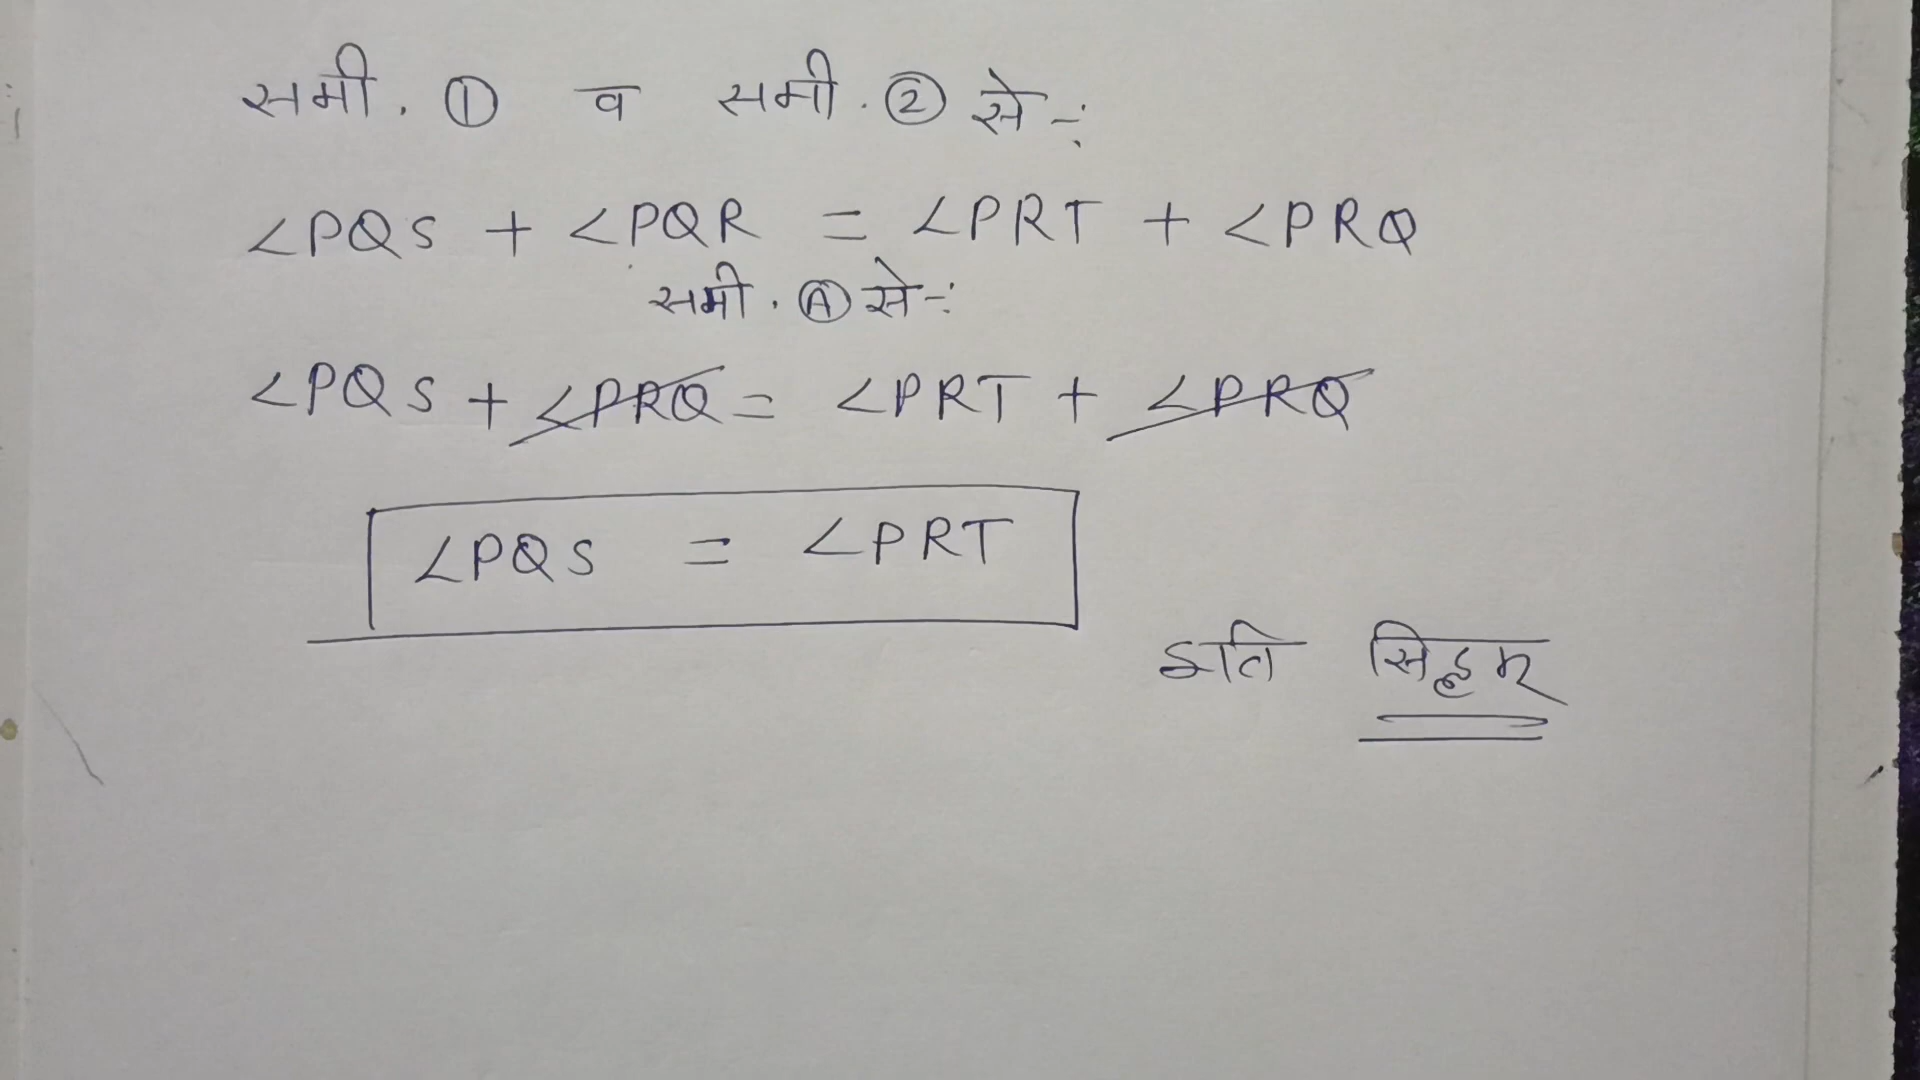 समी. ① व समी. ② से -:
∠PQS + ∠PQR = ∠PRT + ∠PRQ
समी. Ⓐ से -:
∠PQS + ∠PRQ = ∠PRT + ∠PRQ
∠PQS = ∠PRT
इति सिद्धम्